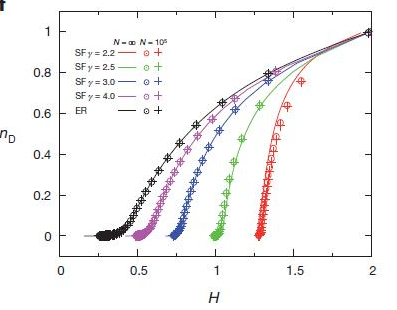 f
1
0.8
0.6
0.4
0.2
0
n_D
N = ∞ N = 10⁵
SF γ = 2.2
SF γ = 2.5
SF γ = 3.0
SF γ = 4.0
ER
0 0.5 1 1.5 2
H